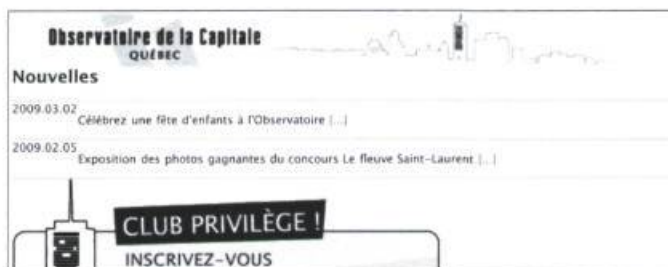 Observatoire de la Capitale
QUÉBEC
Nouvelles
2009.03.02
Célébrez une fête d'enfants à l'Observatoire [...]
2009.02.05
Exposition des photos gagnantes du concours Le fleuve Saint-Laurent [...]
CLUB PRIVILÈGE !
INSCRIVEZ-VOUS